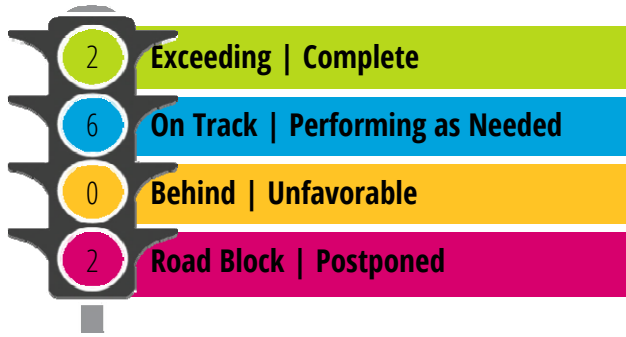 2 Exceeding | Complete
6 On Track | Performing as Needed
0 Behind | Unfavorable
2 Road Block | Postponed